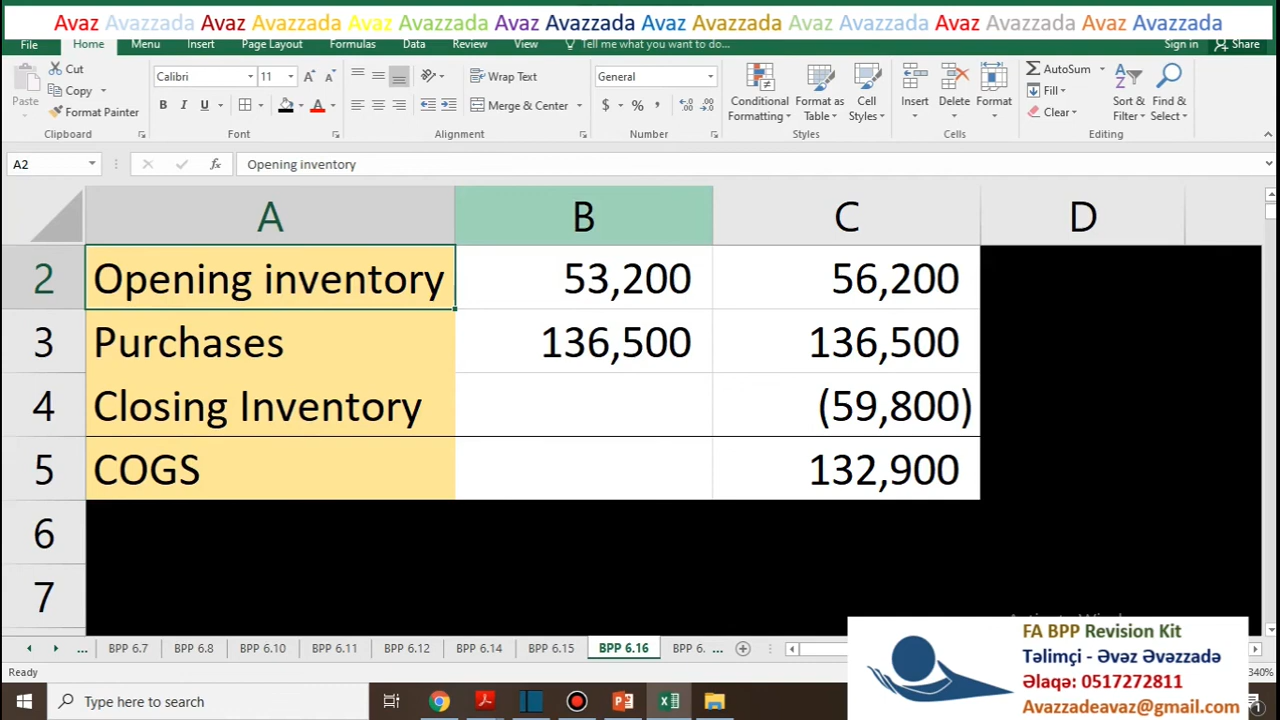 Avaz Avazzada Avaz Avazzada Avaz Avazzada Avaz Avazzada Avaz Avazzada Avaz Avazzada Avaz Avazzada Avaz Avazzada
File Home Menu Insert Page Layout Formulas Data Review View Tell me what you want to do... Sign in Share
Paste Cut Copy Format Painter
Calibri 11
B I U
Wrap Text
Merge & Center
General
$ % ,
Conditional Formatting Format as Table Cell Styles
Insert Delete Format
AutoSum
Fill
Clear
Sort & Filter Find & Select
Clipboard Font Alignment Number Styles Cells Editing
A2 fx Opening inventory
A B C D
2 Opening inventory 53,200 56,200
3 Purchases 136,500 136,500
4 Closing Inventory (59,800)
5 COGS 132,900
6
7
... BPP 6.7 BPP 6.8 BPP 6.10 BPP 6.11 BPP 6.12 BPP 6.14 BPP 6.15 BPP 6.16 BPP 6. ...
Ready 340%
Type here to search
FA BPP Revision Kit
Təlimçi - Əvəz Əvəzzadə
Əlaqə: 0517272811
Avazzadeavaz@gmail.com